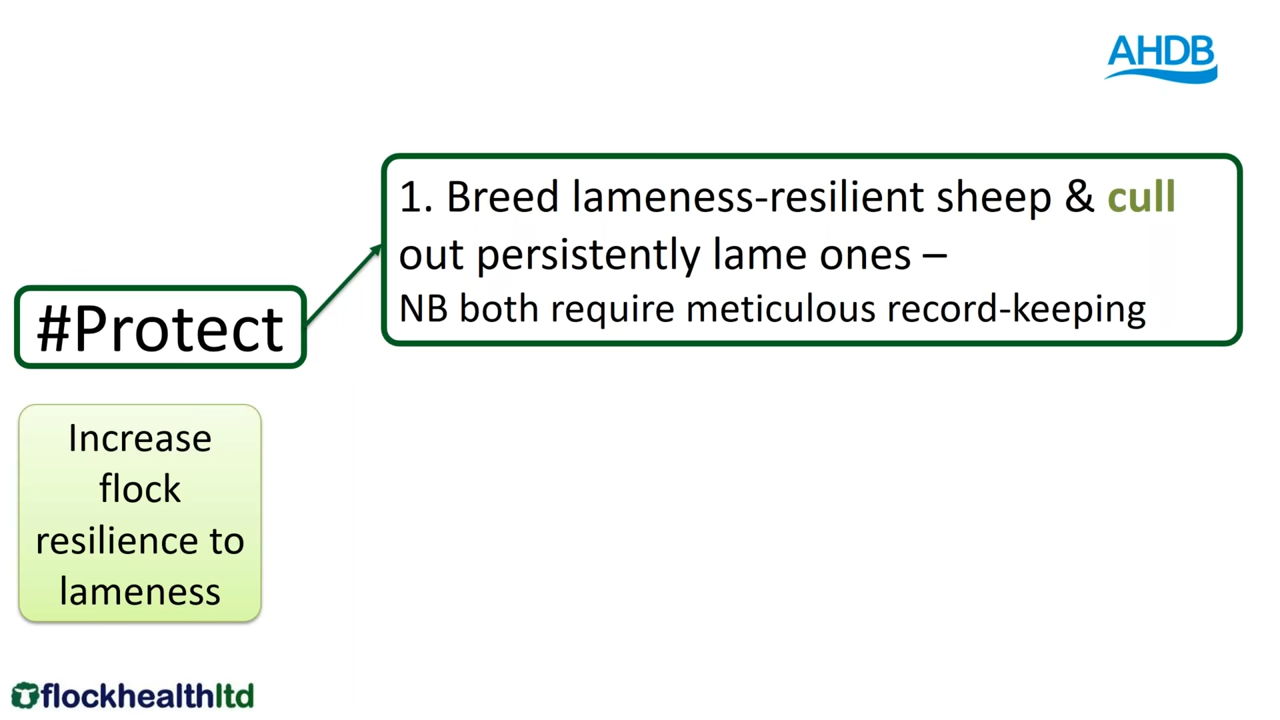 AHDB
1. Breed lameness-resilient sheep & cull
out persistently lame ones –
NB both require meticulous record-keeping
#Protect
Increase
flock
resilience to
lameness
flockhealthltd